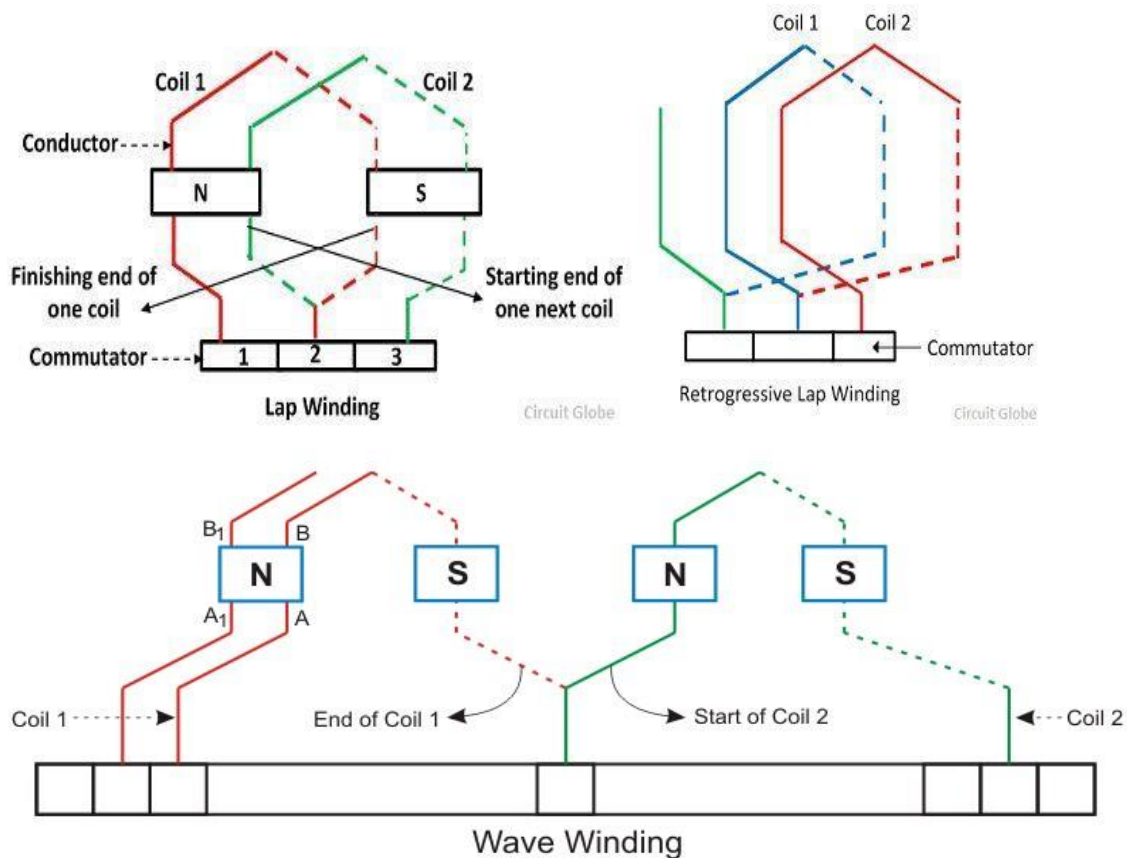 Coil 1
Coil 2
Conductor
N
S
Finishing end of
one coil
Starting end of
one next coil
Commutator
1
2
3
Lap Winding
Circuit Globe
Coil 1
Coil 2
Commutator
Retrogressive Lap Winding
Circuit Globe
B1
B
N
S
N
S
A1
A
Coil 1
End of Coil 1
Start of Coil 2
Coil 2
Wave Winding